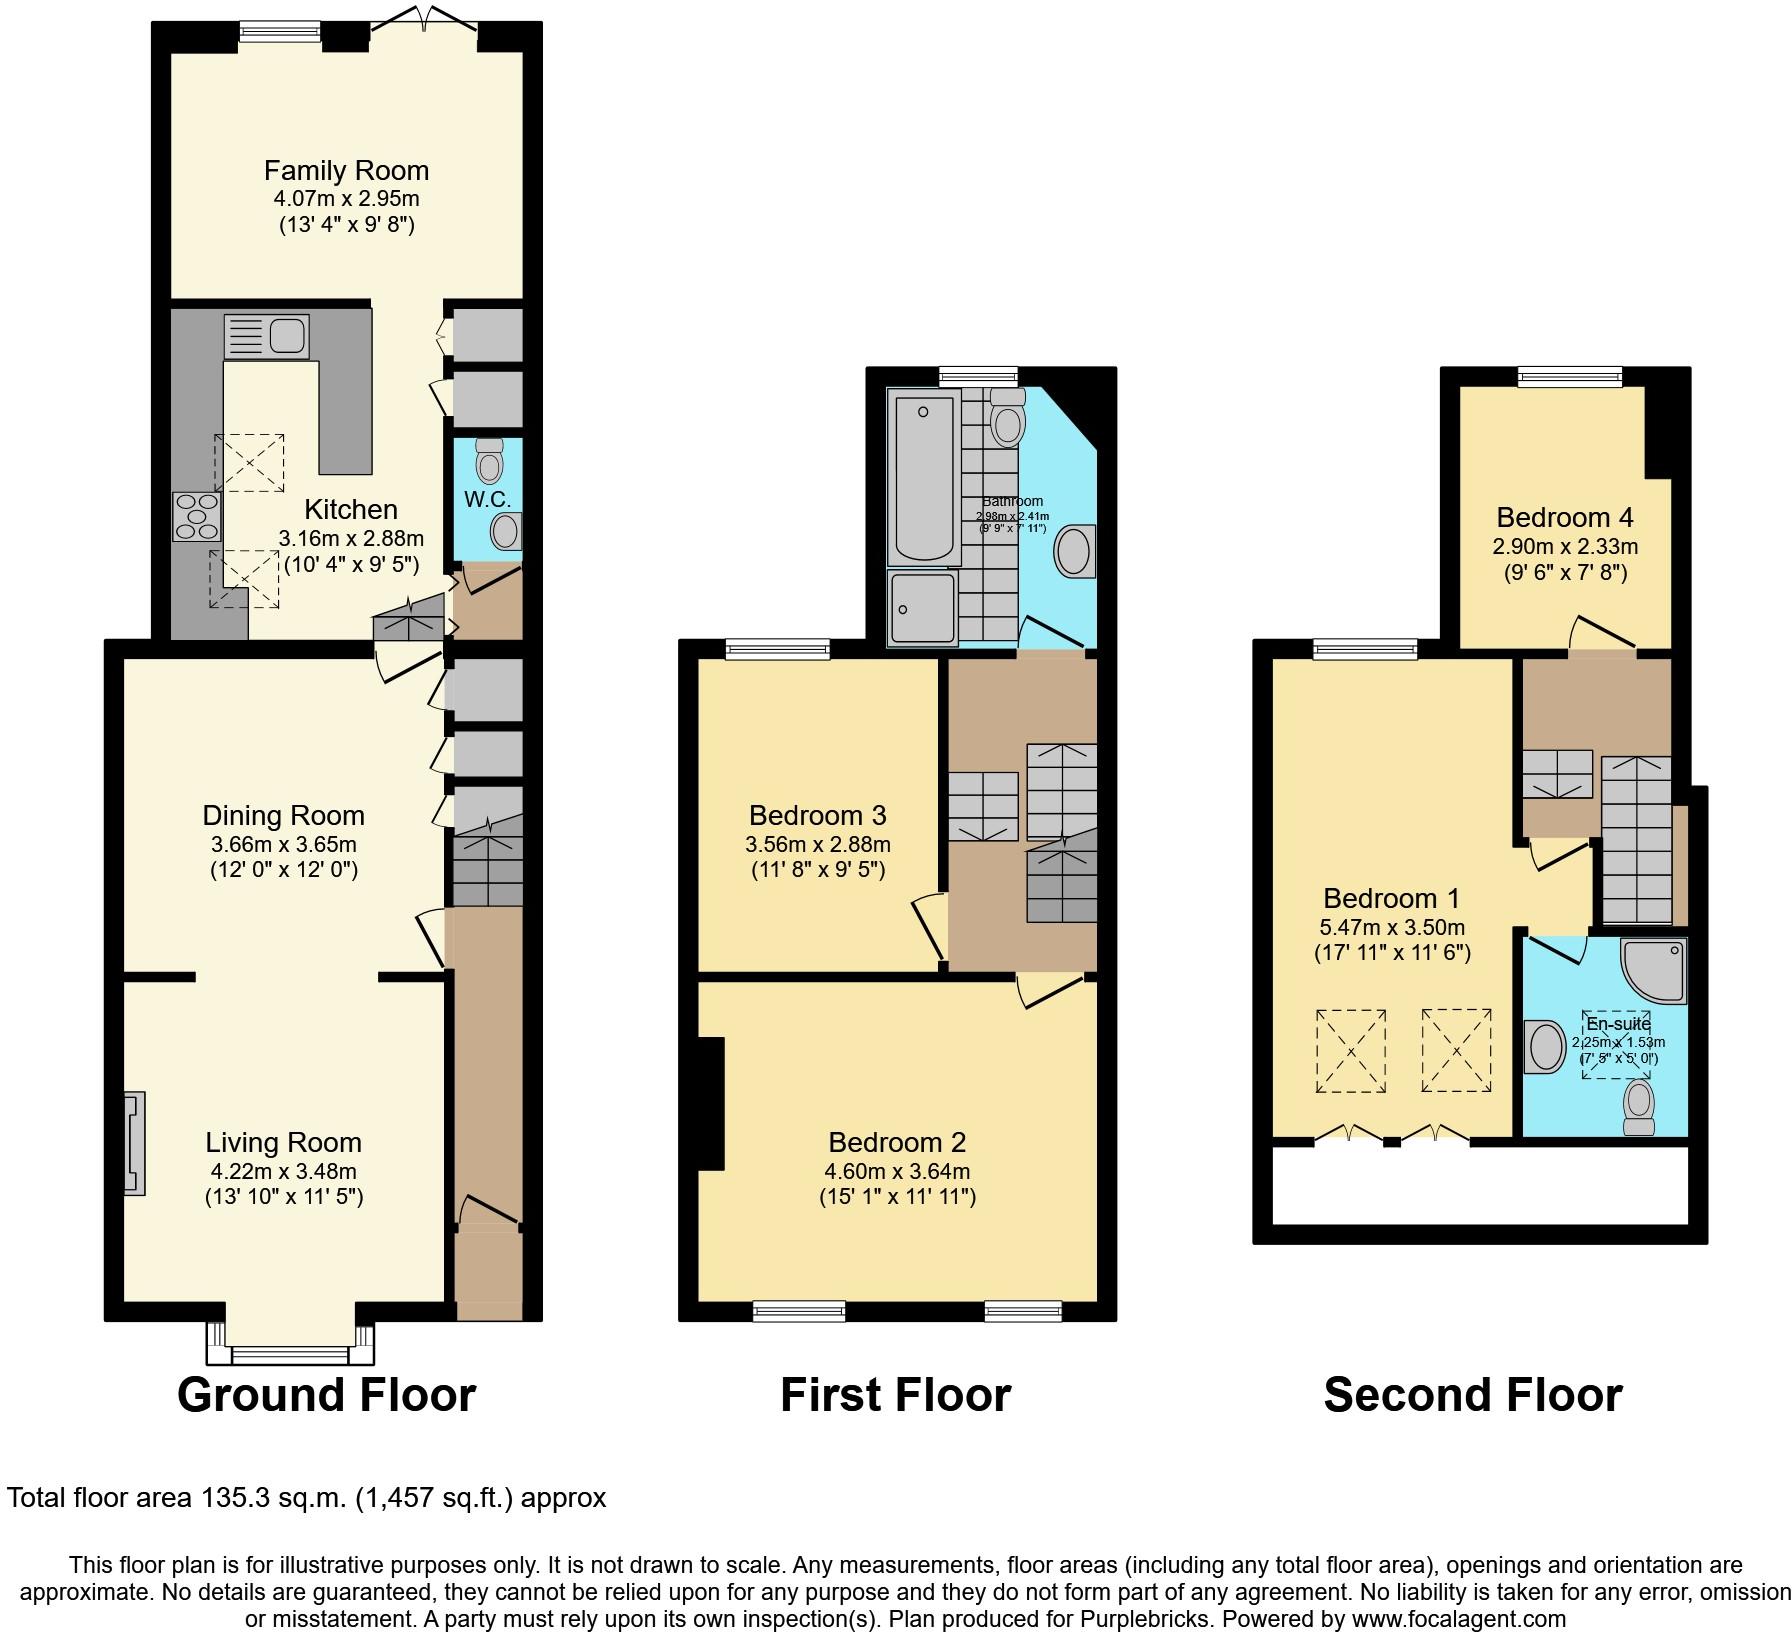 Family Room
4.07m x 2.95m
(13' 4" x 9' 8")
Kitchen
3.16m x 2.88m
(10' 4" x 9' 5")
W.C.
Dining Room
3.66m x 3.65m
(12' 0" x 12' 0")
Living Room
4.22m x 3.48m
(13' 10" x 11' 5")
Ground Floor
Bathroom
2.98m x 2.41m
(9' 9" x 7' 11")
Bedroom 3
3.56m x 2.88m
(11' 8" x 9' 5")
Bedroom 2
4.60m x 3.64m
(15' 1" x 11' 11")
First Floor
Bedroom 4
2.90m x 2.33m
(9' 6" x 7' 8")
Bedroom 1
5.47m x 3.50m
(17' 11" x 11' 6")
En-suite
2.25m x 1.53m
(7' 5" x 5' 0")
Second Floor
Total floor area 135.3 sq.m. (1,457 sq.ft.) approx
This floor plan is for illustrative purposes only. It is not drawn to scale. Any measurements, floor areas (including any total floor area), openings and orientation are
approximate. No details are guaranteed, they cannot be relied upon for any purpose and they do not form part of any agreement. No liability is taken for any error, omission
or misstatement. A party must rely upon its own inspection(s). Plan produced for Purplebricks. Powered by www.focalagent.com